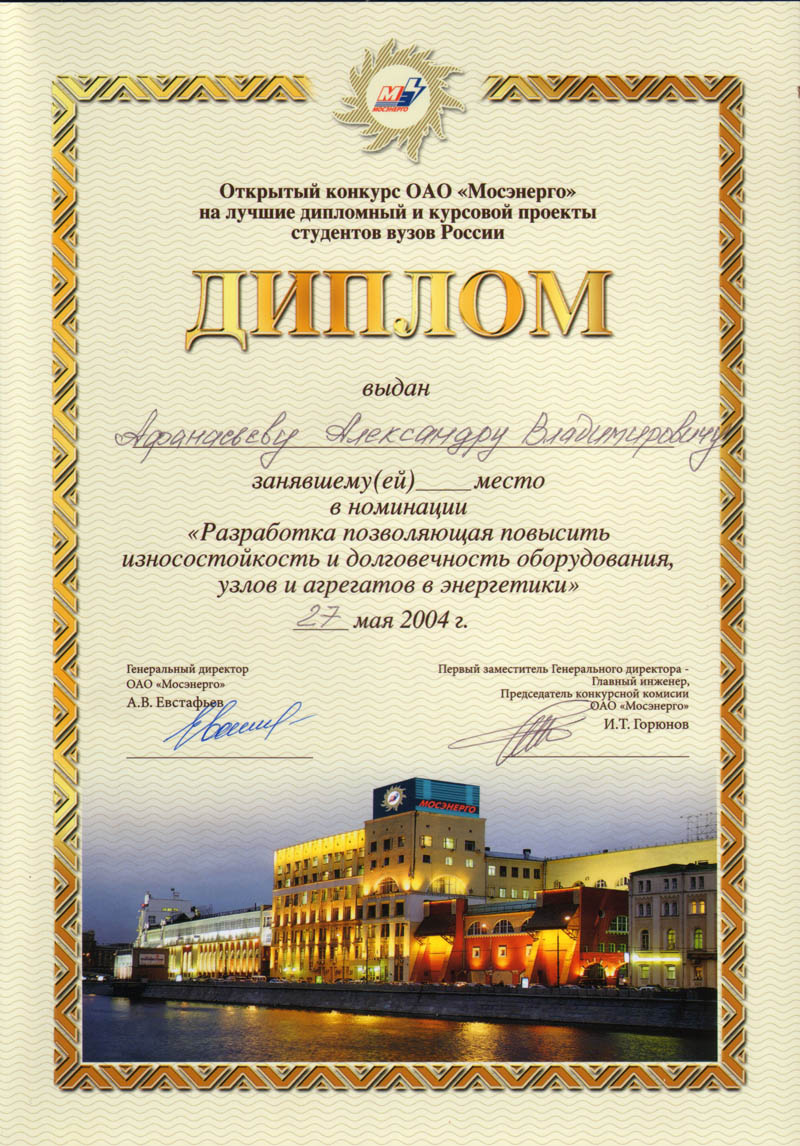 МЭ
МОСЭНЕРГО
Открытый конкурс ОАО «Мосэнерго»
на лучшие дипломный и курсовой проекты
студентов вузов России
ДИПЛОМ
выдан
Афанасьеву Александру Владимировичу
занявшему(ей)____место
в номинации
«Разработка позволяющая повысить
износостойкость и долговечность оборудования,
узлов и агрегатов в энергетики»
27 мая 2004 г.
Генеральный директор
ОАО «Мосэнерго»
А.В. Евстафьев
Первый заместитель Генерального директора -
Главный инженер,
Председатель конкурсной комисии
ОАО «Мосэнерго»
И.Т. Горюнов
МОСЭНЕРГО